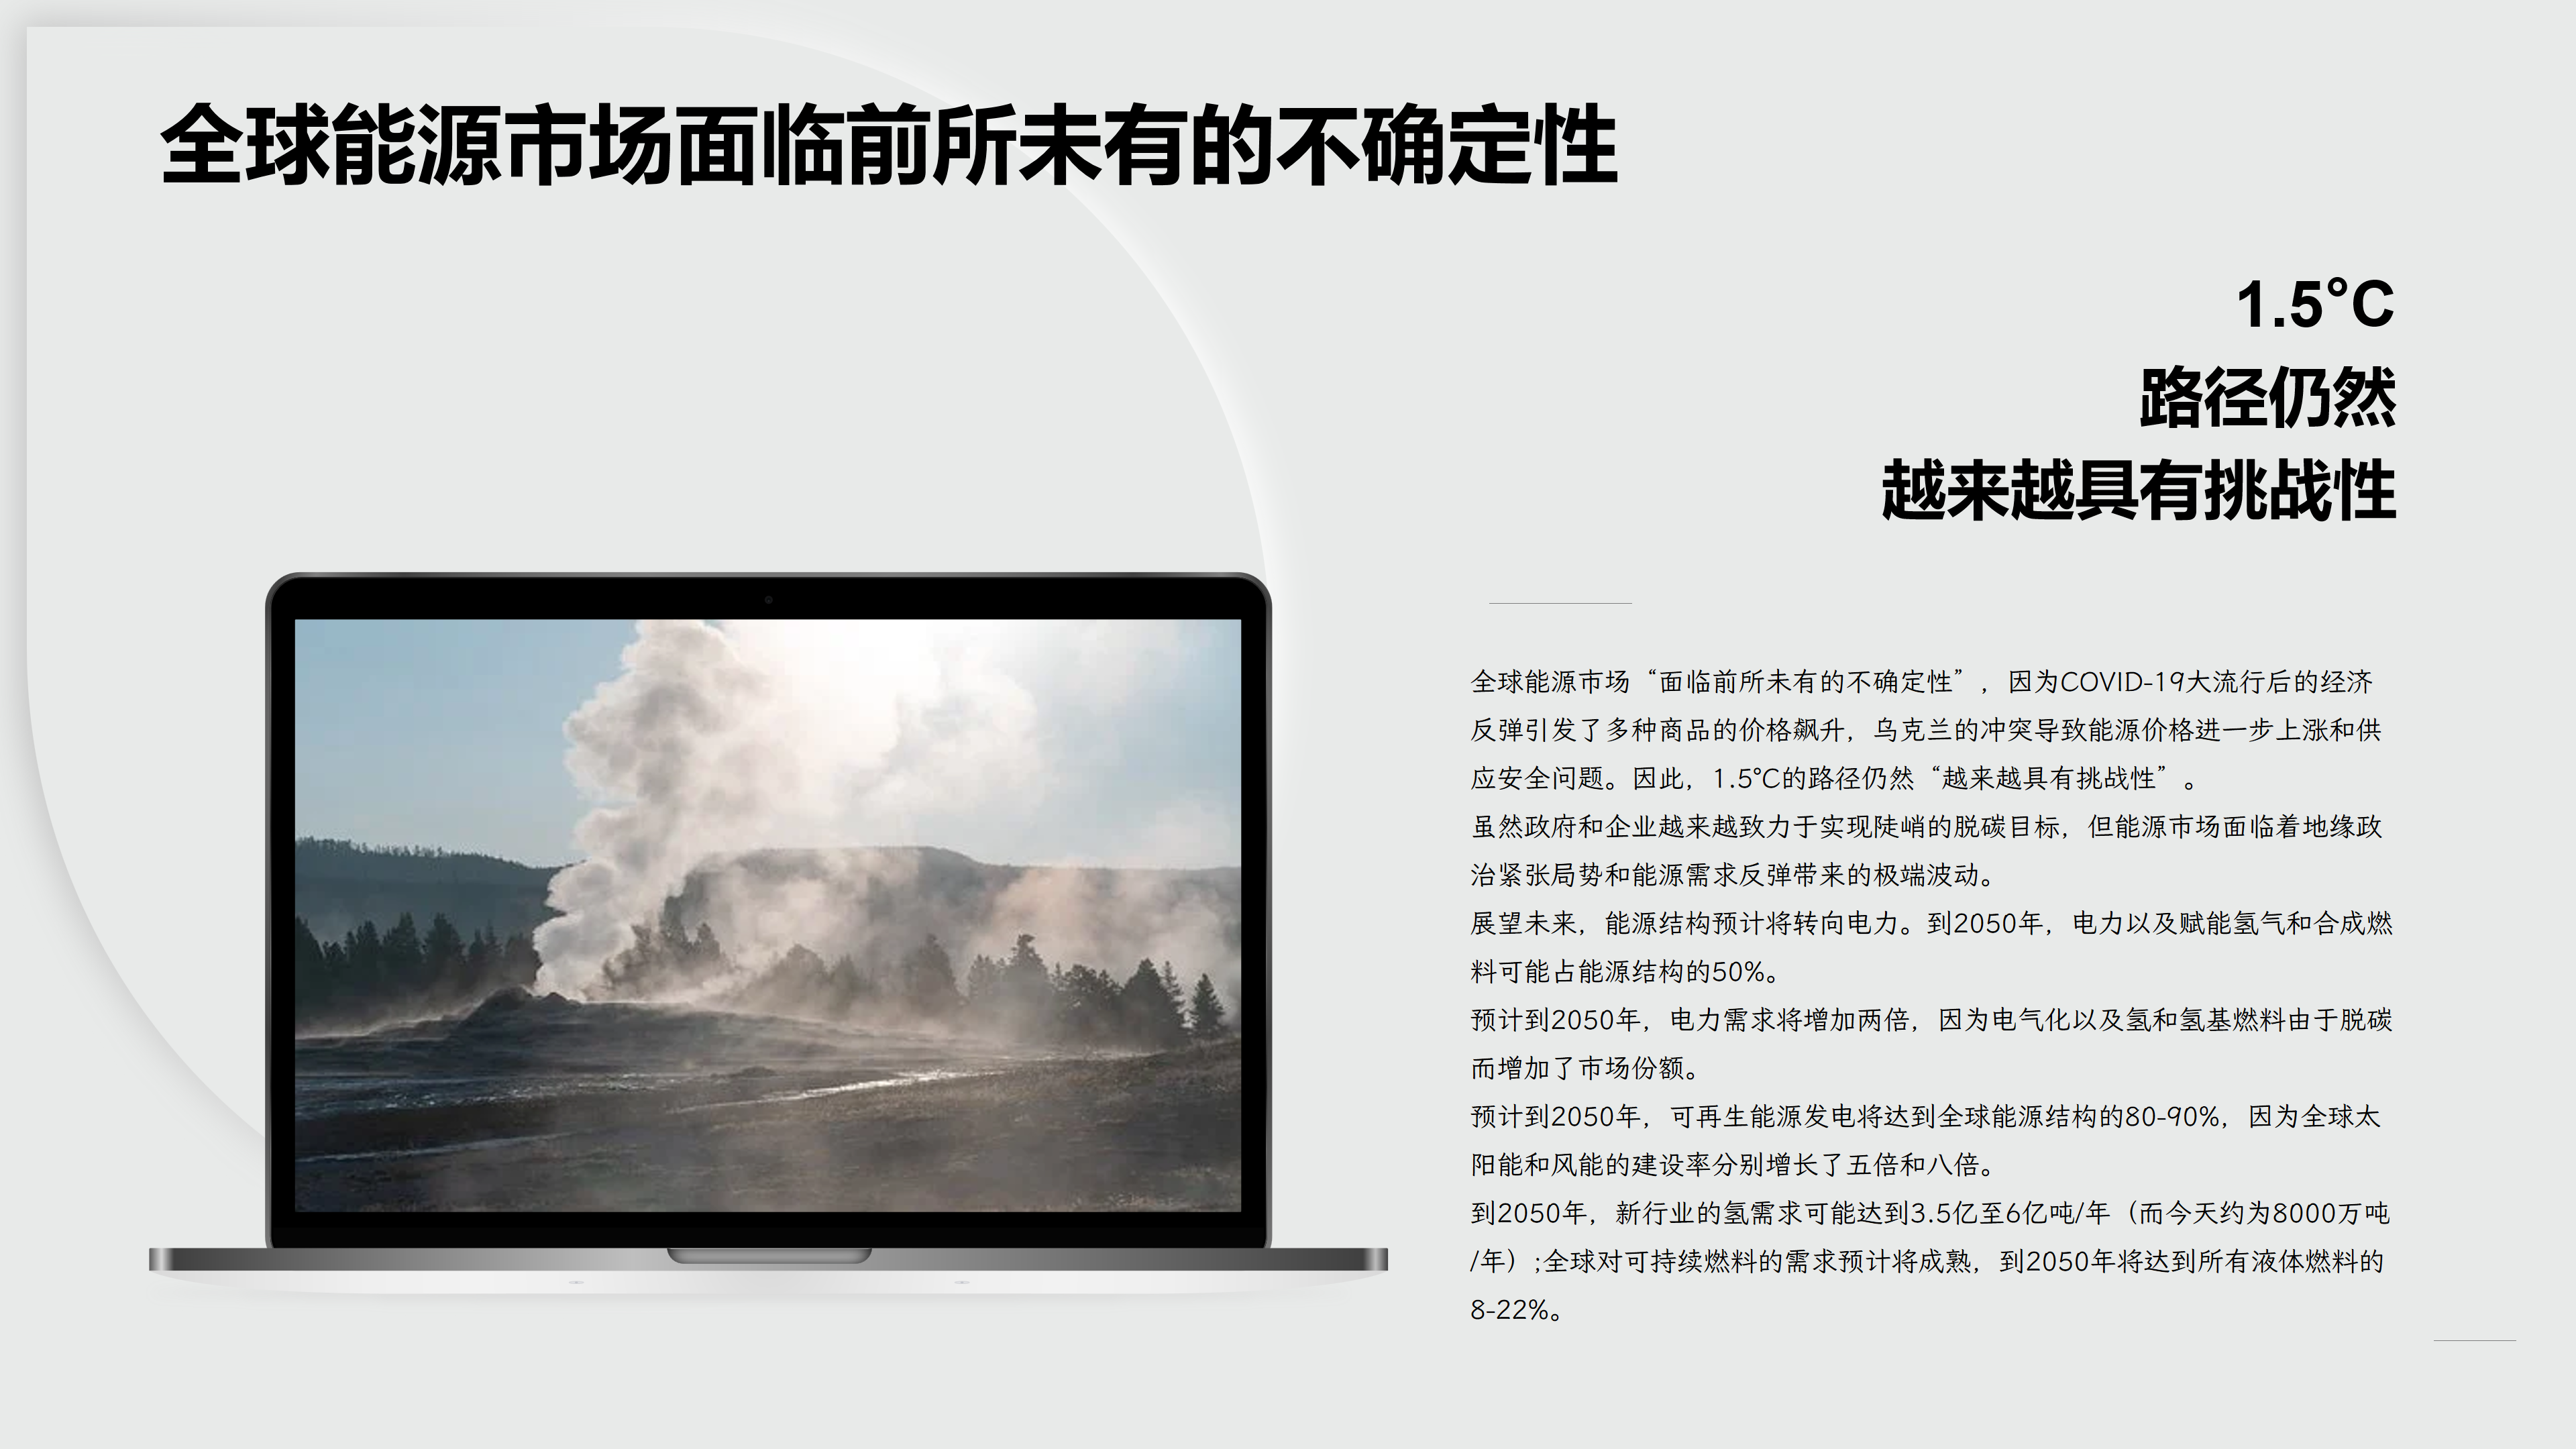 全球能源市场面临前所未有的不确定性
1.5°C
路径仍然
越来越具有挑战性
全球能源市场“面临前所未有的不确定性”，因为COVID-19大流行后的经济
反弹引发了多种商品的价格飙升，乌克兰的冲突导致能源价格进一步上涨和供
应安全问题。因此，1.5°C的路径仍然“越来越具有挑战性”。
虽然政府和企业越来越致力于实现陡峭的脱碳目标，但能源市场面临着地缘政
治紧张局势和能源需求反弹带来的极端波动。
展望未来，能源结构预计将转向电力。到2050年，电力以及赋能氢气和合成燃
料可能占能源结构的50%。
预计到2050年，电力需求将增加两倍，因为电气化以及氢和氢基燃料由于脱碳
而增加了市场份额。
预计到2050年，可再生能源发电将达到全球能源结构的80-90%，因为全球太
阳能和风能的建设率分别增长了五倍和八倍。
到2050年，新行业的氢需求可能达到3.5亿至6亿吨/年（而今天约为8000万吨
/年）;全球对可持续燃料的需求预计将成熟，到2050年将达到所有液体燃料的
8-22%。